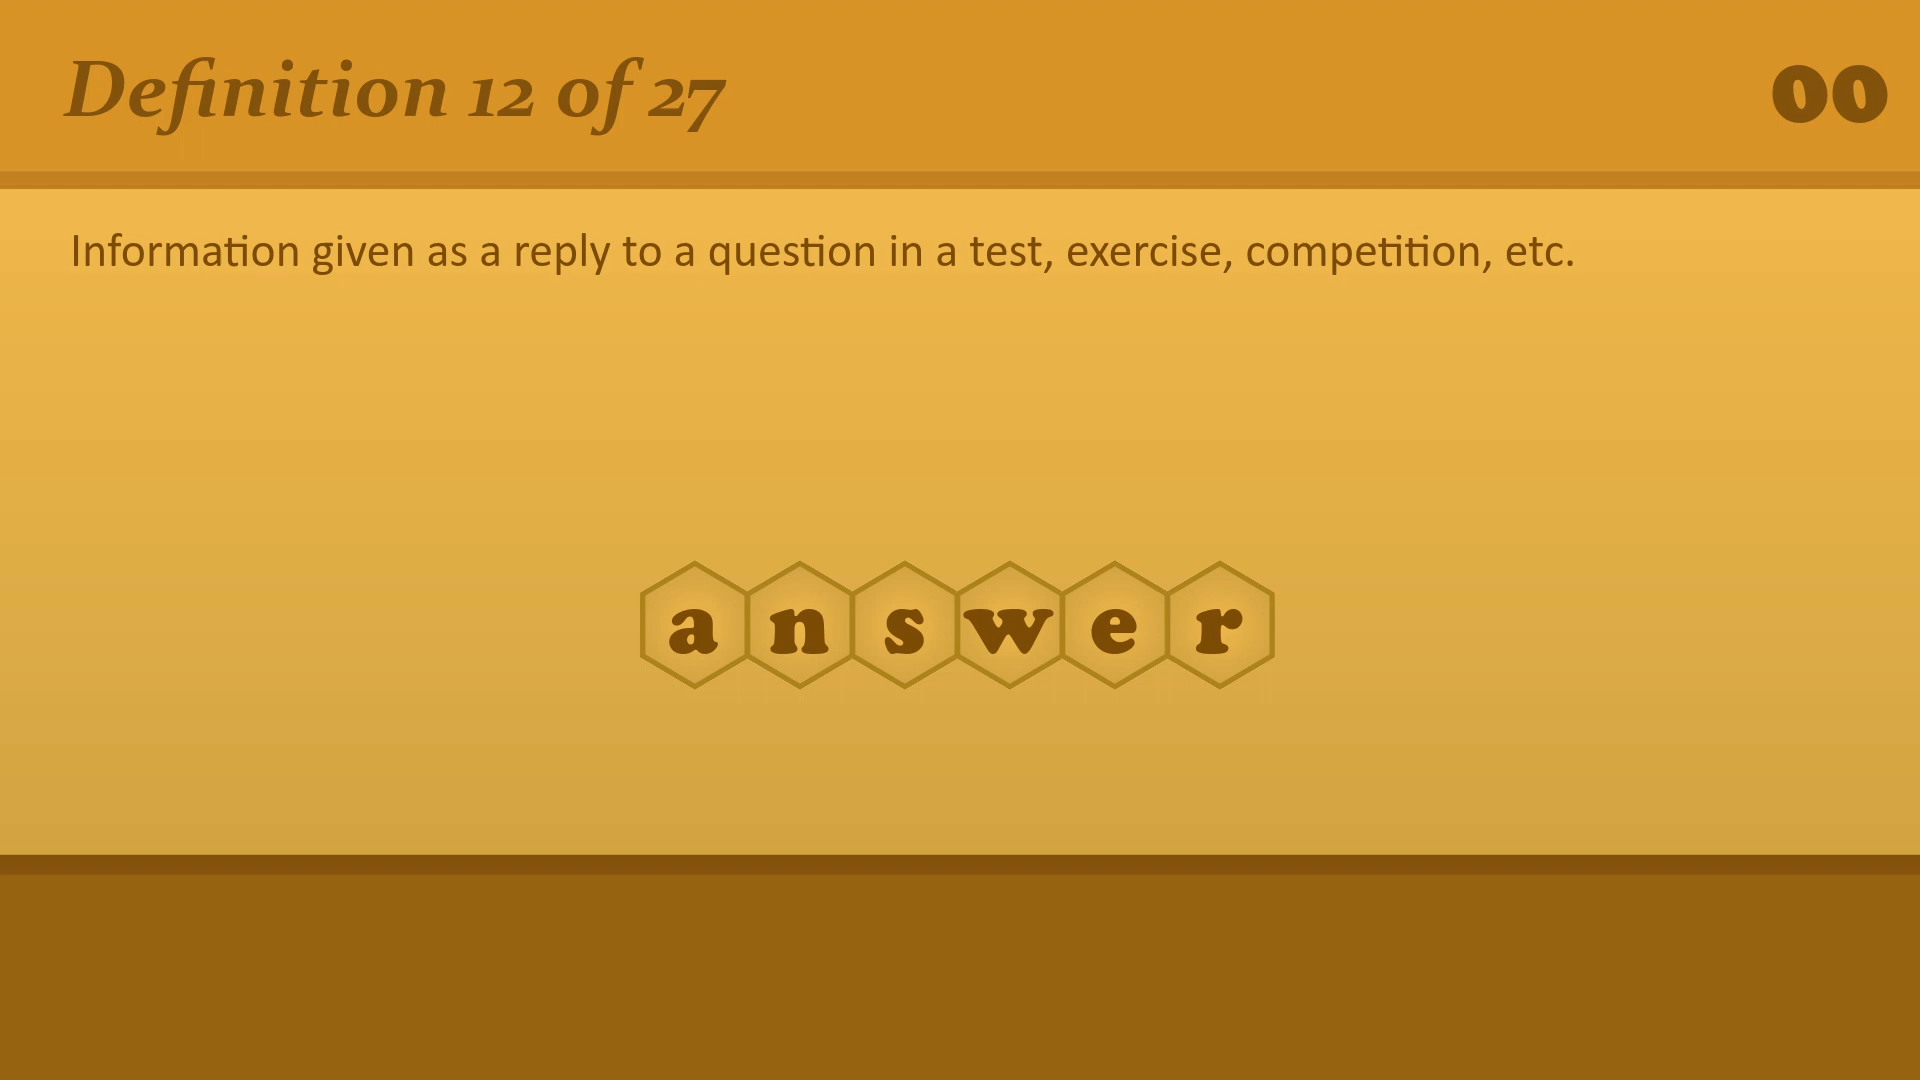 Definition 12 of 27
00
Information given as a reply to a question in a test, exercise, competition, etc.
answer